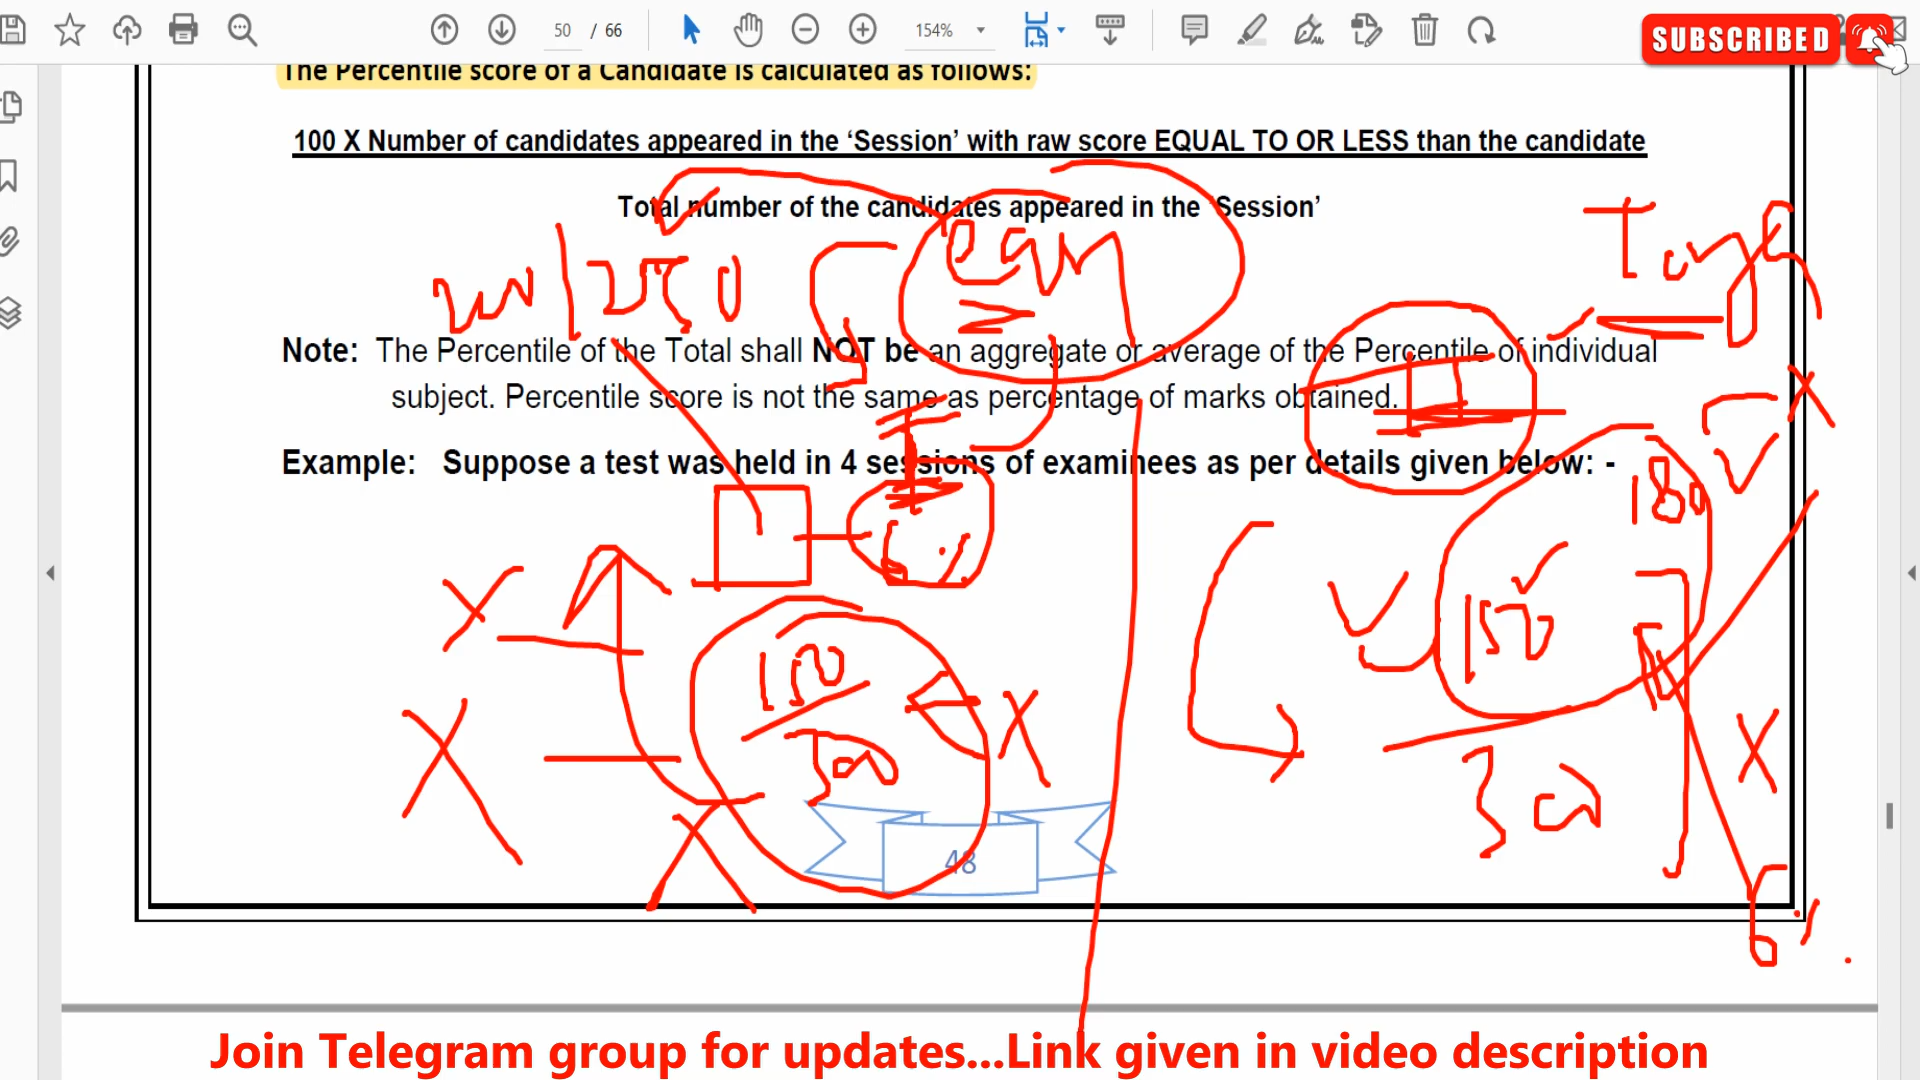 50 / 66
154%
SUBSCRIBED
The Percentile score of a Candidate is calculated as follows:
100 X Number of candidates appeared in the ‘Session’ with raw score EQUAL TO OR LESS than the candidate
Total number of the candidates appeared in the ‘Session’
Note: The Percentile of the Total shall NOT be an aggregate or average of the Percentile of individual
subject. Percentile score is not the same as percentage of marks obtained.
Example: Suppose a test was held in 4 sessions of examinees as per details given below: -
180
48
Join Telegram group for updates...Link given in video description